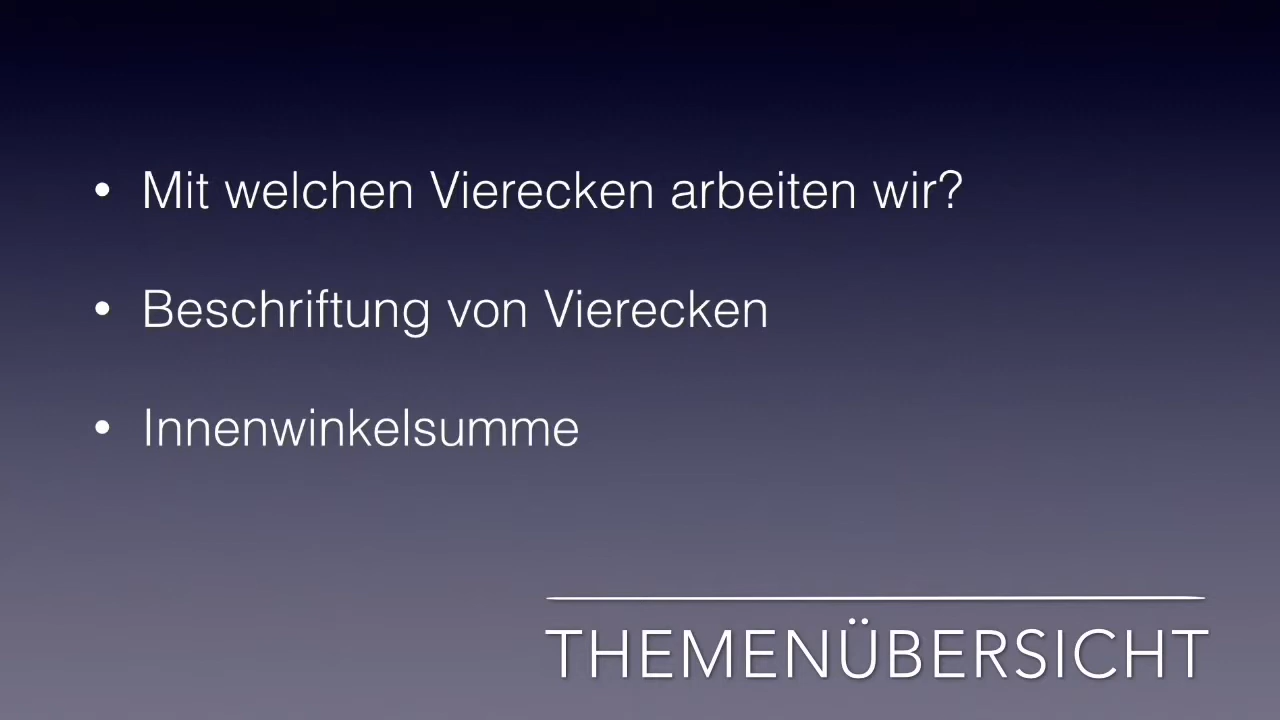 • Mit welchen Vierecken arbeiten wir?
• Beschriftung von Vierecken
• Innenwinkelsumme
THEMENÜBERSICHT